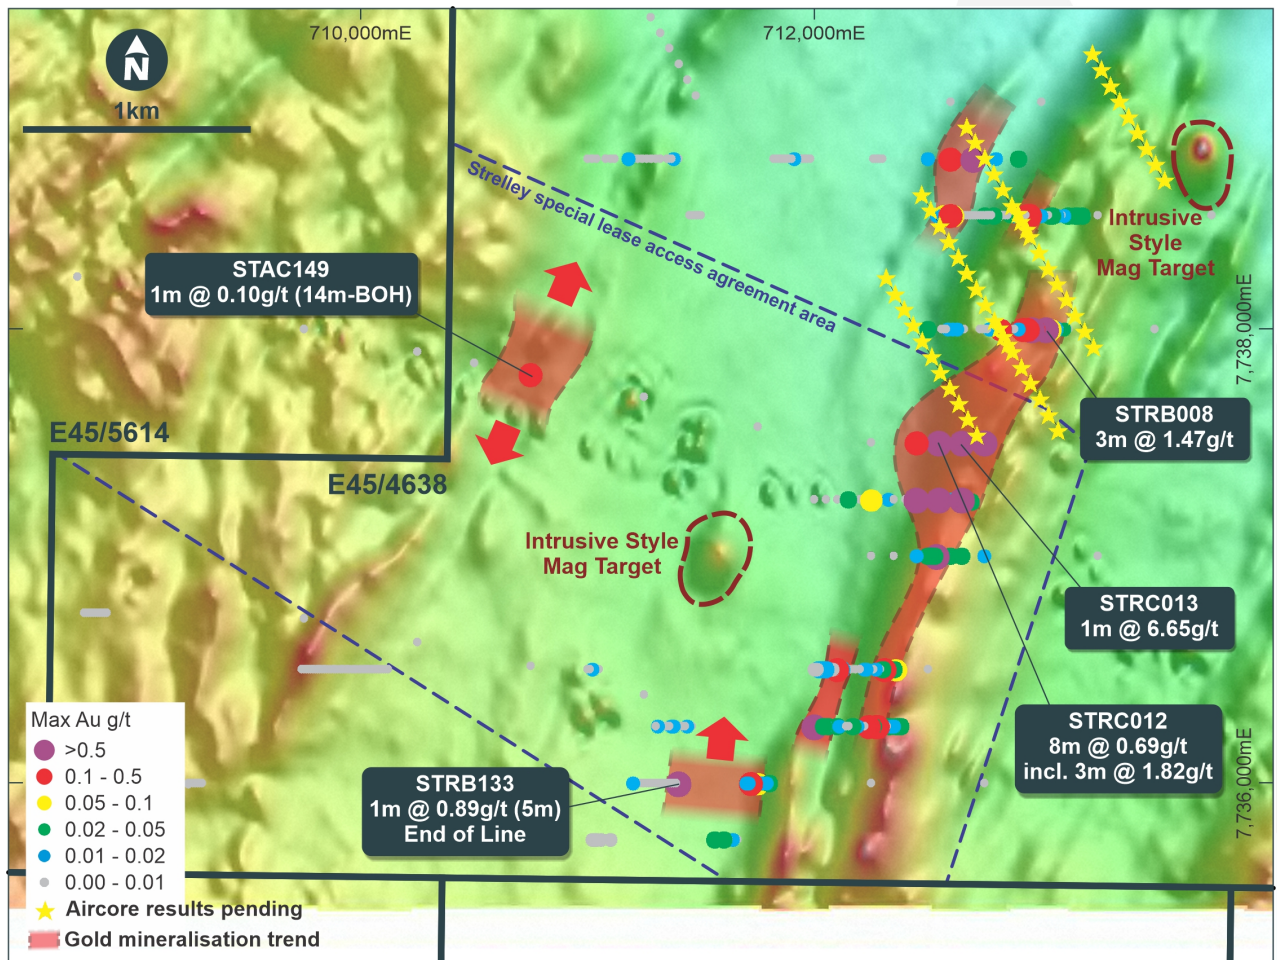 710,000mE
712,000mE
N
1km
Strelley special lease access agreement area
Intrusive
Style
Mag Target
STAC149
1m @ 0.10g/t (14m-BOH)
7,738,000mE
E45/5614
E45/4638
STRB008
3m @ 1.47g/t
Intrusive Style
Mag Target
STRC013
1m @ 6.65g/t
STRC012
8m @ 0.69g/t
incl. 3m @ 1.82g/t
7,736,000mE
STRB133
1m @ 0.89g/t (5m)
End of Line
Max Au g/t
>0.5
0.1 - 0.5
0.05 - 0.1
0.02 - 0.05
0.01 - 0.02
0.00 - 0.01
Aircore results pending
Gold mineralisation trend